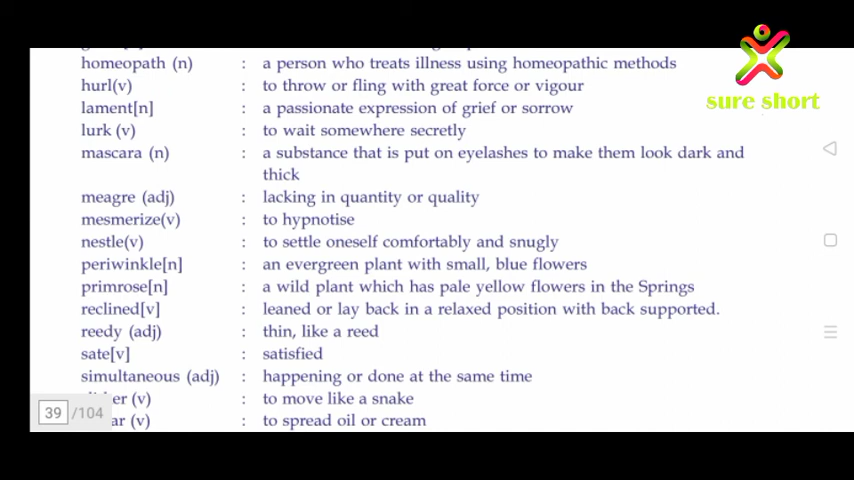 sure short
homeopath (n) : a person who treats illness using homeopathic methods
hurl(v) : to throw or fling with great force or vigour
lament[n] : a passionate expression of grief or sorrow
lurk (v) : to wait somewhere secretly
mascara (n) : a substance that is put on eyelashes to make them look dark and
thick
meagre (adj) : lacking in quantity or quality
mesmerize(v) : to hypnotise
nestle(v) : to settle oneself comfortably and snugly
periwinkle[n] : an evergreen plant with small, blue flowers
primrose[n] : a wild plant which has pale yellow flowers in the Springs
reclined[v] : leaned or lay back in a relaxed position with back supported.
reedy (adj) : thin, like a reed
sate[v] : satisfied
simultaneous (adj) : happening or done at the same time
(v) : to move like a snake
(v) : to spread oil or cream
39 /104